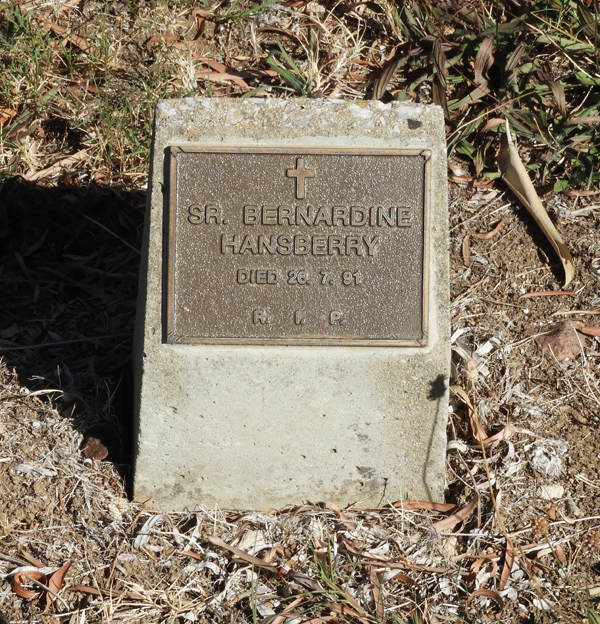 SR. BERNARDINE
HANSBERRY
DIED 26. 7. 91
R. I. P.